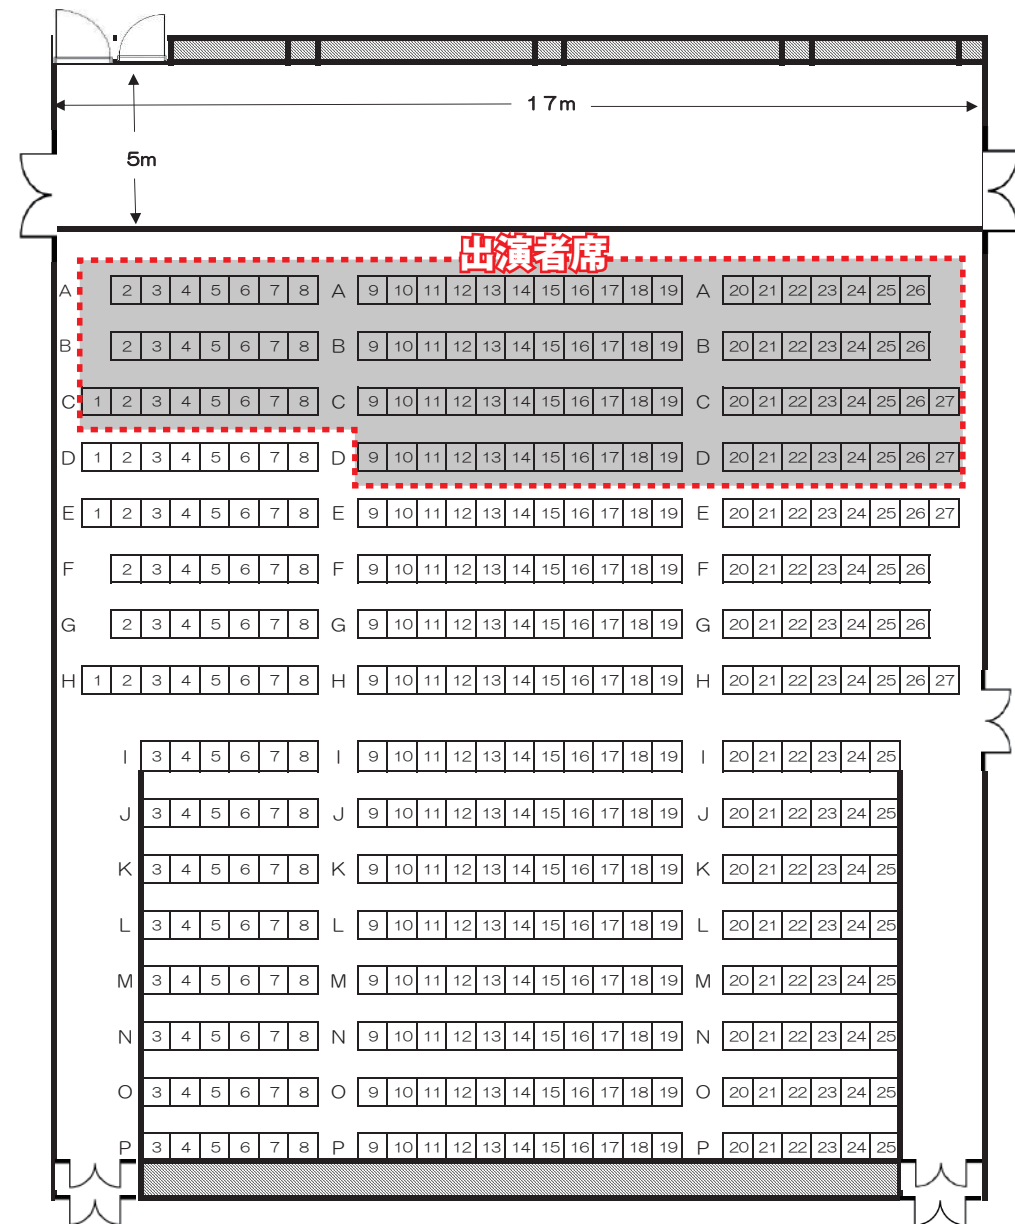 17m
5m
出演者席
A 2 3 4 5 6 7 8 A 9 10 11 12 13 14 15 16 17 18 19 A 20 21 22 23 24 25 26
B 2 3 4 5 6 7 8 B 9 10 11 12 13 14 15 16 17 18 19 B 20 21 22 23 24 25 26
C 1 2 3 4 5 6 7 8 C 9 10 11 12 13 14 15 16 17 18 19 C 20 21 22 23 24 25 26 27
D 1 2 3 4 5 6 7 8 D 9 10 11 12 13 14 15 16 17 18 19 D 20 21 22 23 24 25 26 27
E 1 2 3 4 5 6 7 8 E 9 10 11 12 13 14 15 16 17 18 19 E 20 21 22 23 24 25 26 27
F 2 3 4 5 6 7 8 F 9 10 11 12 13 14 15 16 17 18 19 F 20 21 22 23 24 25 26
G 2 3 4 5 6 7 8 G 9 10 11 12 13 14 15 16 17 18 19 G 20 21 22 23 24 25 26
H 1 2 3 4 5 6 7 8 H 9 10 11 12 13 14 15 16 17 18 19 H 20 21 22 23 24 25 26 27
I 3 4 5 6 7 8 I 9 10 11 12 13 14 15 16 17 18 19 I 20 21 22 23 24 25
J 3 4 5 6 7 8 J 9 10 11 12 13 14 15 16 17 18 19 J 20 21 22 23 24 25
K 3 4 5 6 7 8 K 9 10 11 12 13 14 15 16 17 18 19 K 20 21 22 23 24 25
L 3 4 5 6 7 8 L 9 10 11 12 13 14 15 16 17 18 19 L 20 21 22 23 24 25
M 3 4 5 6 7 8 M 9 10 11 12 13 14 15 16 17 18 19 M 20 21 22 23 24 25
N 3 4 5 6 7 8 N 9 10 11 12 13 14 15 16 17 18 19 N 20 21 22 23 24 25
O 3 4 5 6 7 8 O 9 10 11 12 13 14 15 16 17 18 19 O 20 21 22 23 24 25
P 3 4 5 6 7 8 P 9 10 11 12 13 14 15 16 17 18 19 P 20 21 22 23 24 25